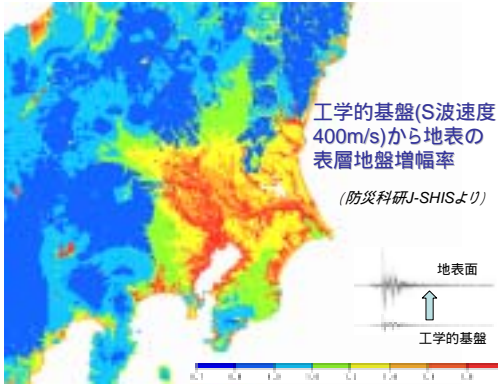 工学的基盤(S波速度
400m/s)から地表の
表層地盤増幅率
(防災科研J-SHISより)
地表面
工学的基盤